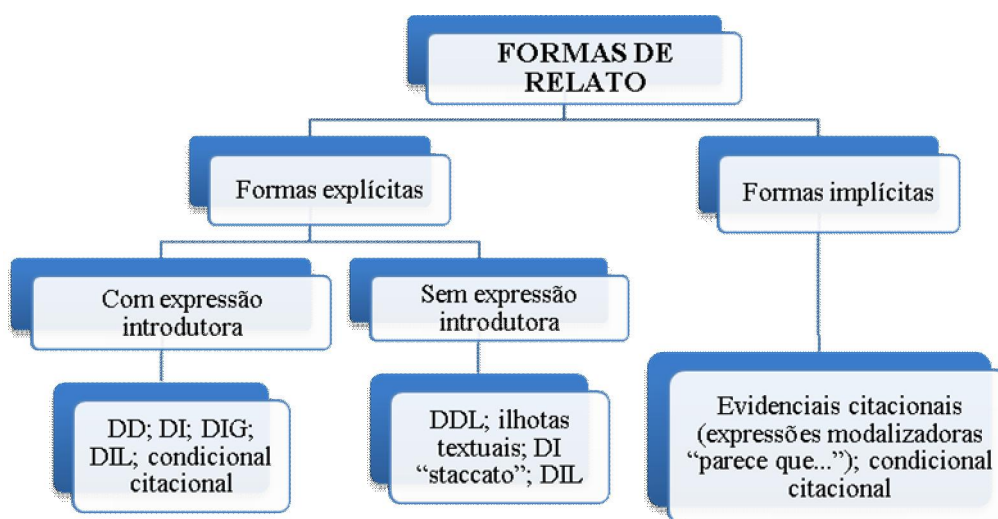 FORMAS DE
RELATO
Formas explícitas
Formas implícitas
Com expressão
introdutora
Sem expressão
introdutora
DD; DI; DIG;
DIL; condicional
citacional
DDL; ilhotas
textuais; DI
“staccato”; DIL
Evidenciais citacionais
(expressões modalizadoras
“parece que...”); condicional
citacional